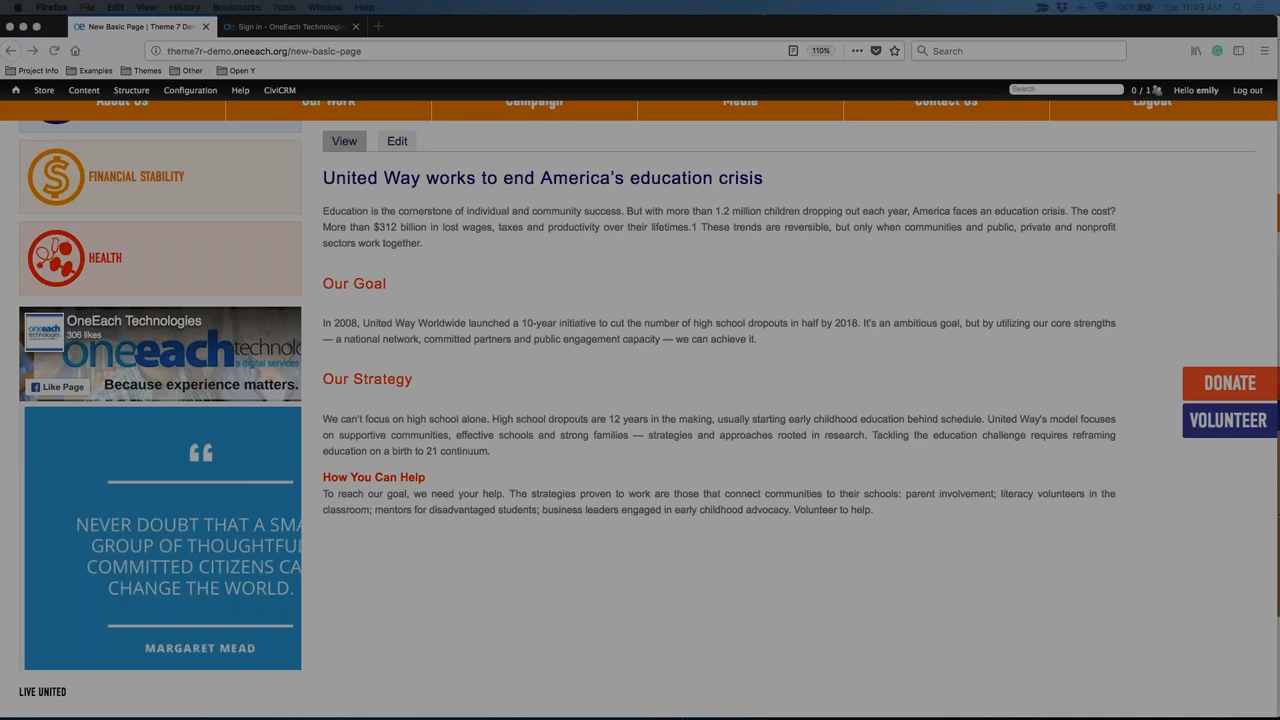 Firefox File Edit View History Bookmarks Tools Window Help 100% Tue 11:49 AM
New Basic Page | Theme 7 De Sign in - OneEach Technologie
theme7r-demo.oneeach.org/new-basic-page 110% Search
Project Info Examples Themes Other Open Y
Store Content Structure Configuration Help CiviCRM Search 0 / 1 Hello emily Log out
About Us Our Work Campaign Media Contact Us Logout
View Edit
FINANCIAL STABILITY
HEALTH
OneEach Technologies
306 likes
oneeach technolo
a digital services
Like Page Because experience matters.
NEVER DOUBT THAT A SMA
GROUP OF THOUGHTFUL
COMMITTED CITIZENS CA
CHANGE THE WORLD.
MARGARET MEAD
LIVE UNITED
United Way works to end America’s education crisis
Education is the cornerstone of individual and community success. But with more than 1.2 million children dropping out each year, America faces an education crisis. The cost?
More than $312 billion in lost wages, taxes and productivity over their lifetimes.1 These trends are reversible, but only when communities and public, private and nonprofit
sectors work together.
Our Goal
In 2008, United Way Worldwide launched a 10-year initiative to cut the number of high school dropouts in half by 2018. It’s an ambitious goal, but by utilizing our core strengths
— a national network, committed partners and public engagement capacity — we can achieve it.
Our Strategy
We can’t focus on high school alone. High school dropouts are 12 years in the making, usually starting early childhood education behind schedule. United Way’s model focuses
on supportive communities, effective schools and strong families — strategies and approaches rooted in research. Tackling the education challenge requires reframing
education on a birth to 21 continuum.
How You Can Help
To reach our goal, we need your help. The strategies proven to work are those that connect communities to their schools: parent involvement; literacy volunteers in the
classroom; mentors for disadvantaged students; business leaders engaged in early childhood advocacy. Volunteer to help.
DONATE
VOLUNTEER